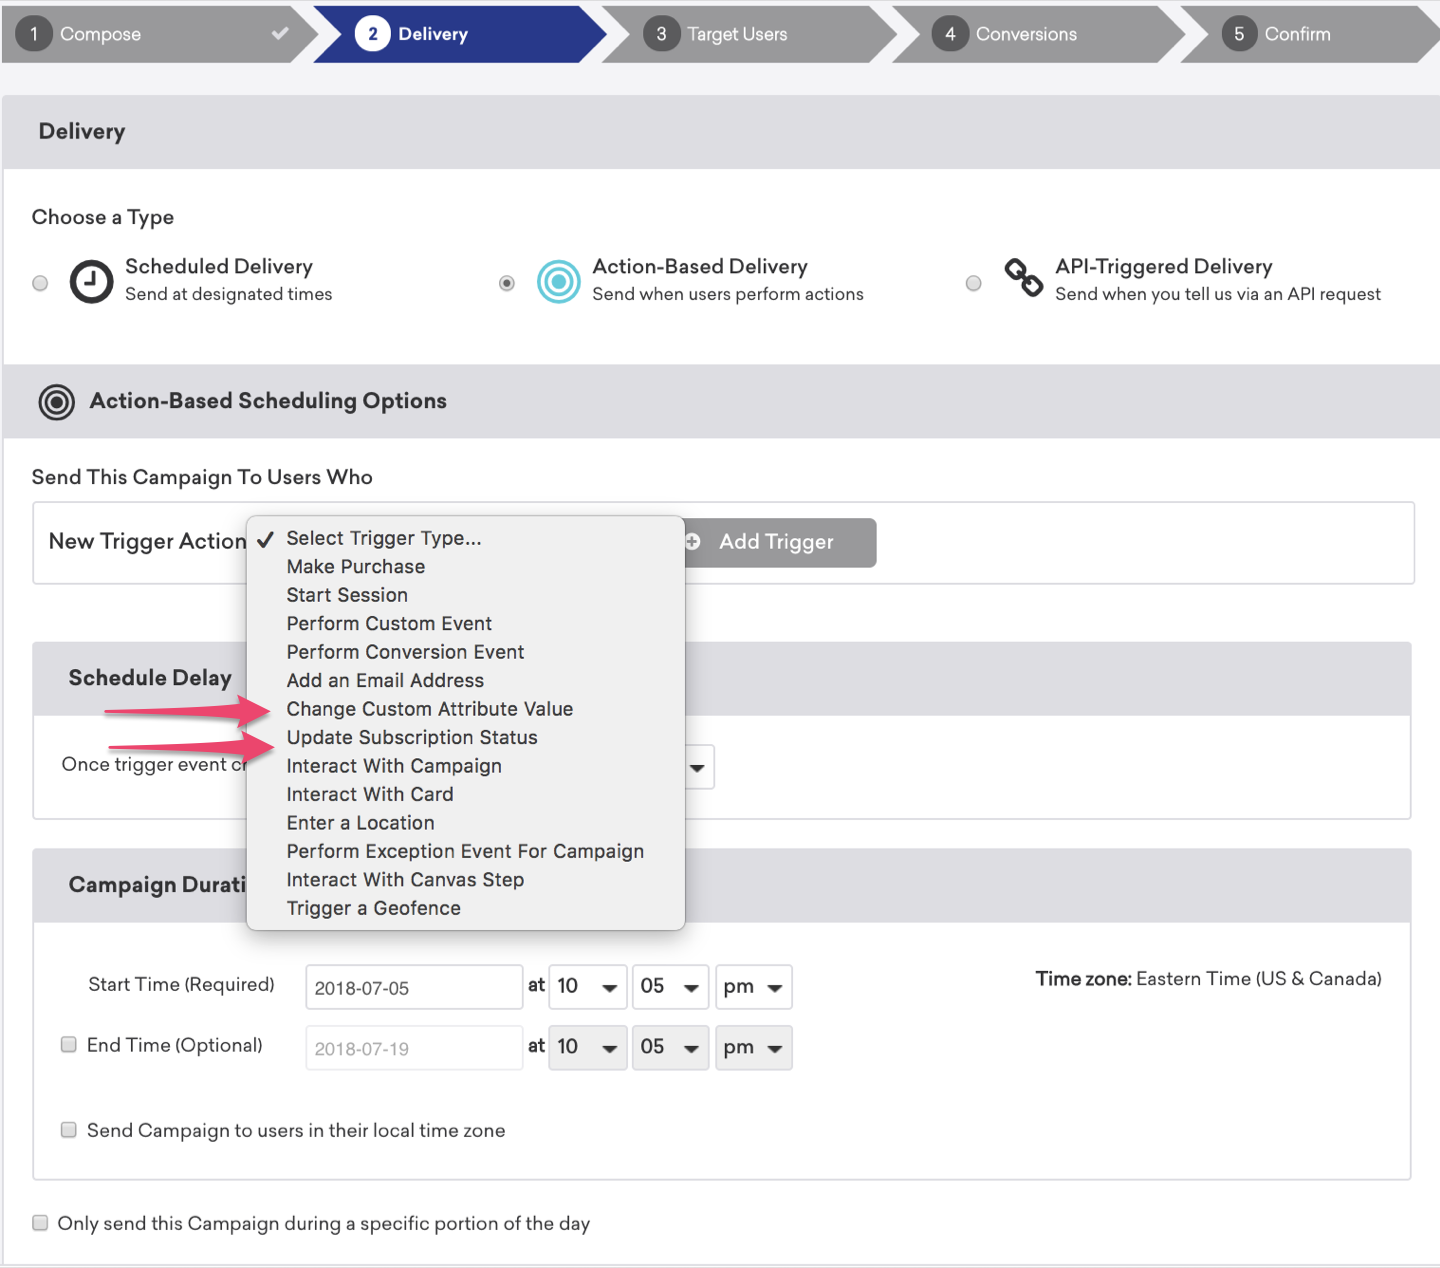 1 Compose
2 Delivery
3 Target Users
4 Conversions
5 Confirm
Delivery
Choose a Type
Scheduled Delivery
Send at designated times
Action-Based Delivery
Send when users perform actions
API-Triggered Delivery
Send when you tell us via an API request
Action-Based Scheduling Options
Send This Campaign To Users Who
New Trigger Action
Select Trigger Type...
Make Purchase
Start Session
Perform Custom Event
Perform Conversion Event
Add an Email Address
Change Custom Attribute Value
Update Subscription Status
Interact With Campaign
Interact With Card
Enter a Location
Perform Exception Event For Campaign
Interact With Canvas Step
Trigger a Geofence
Add Trigger
Schedule Delay
Once trigger event cr
Campaign Durati
Start Time (Required) 2018-07-05 at 10 05 pm
Time zone: Eastern Time (US & Canada)
End Time (Optional) 2018-07-19 at 10 05 pm
Send Campaign to users in their local time zone
Only send this Campaign during a specific portion of the day